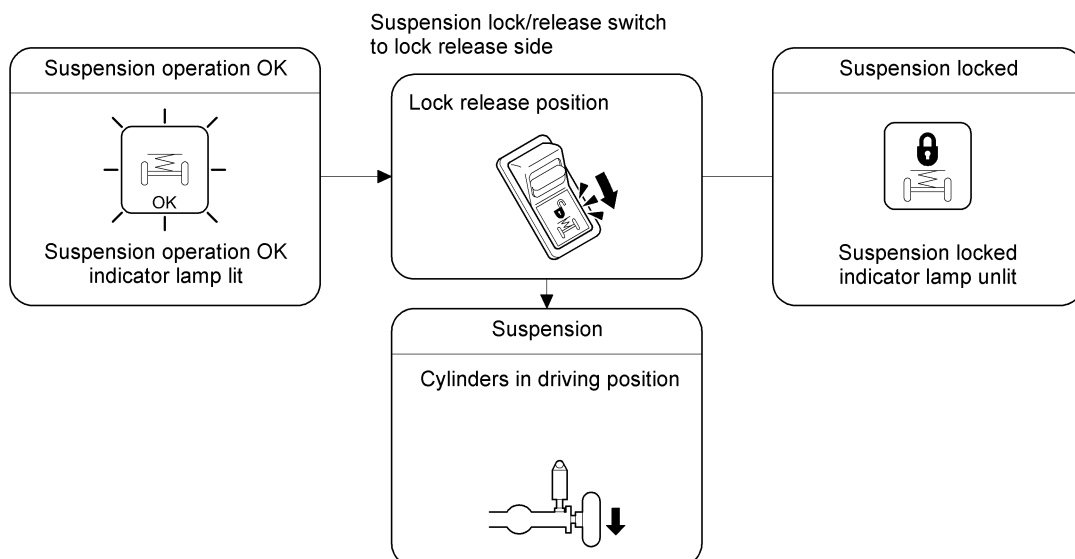 Suspension lock/release switch
to lock release side
Suspension operation OK
OK
Suspension operation OK
indicator lamp lit
Lock release position
Suspension locked
Suspension locked
indicator lamp unlit
Suspension
Cylinders in driving position